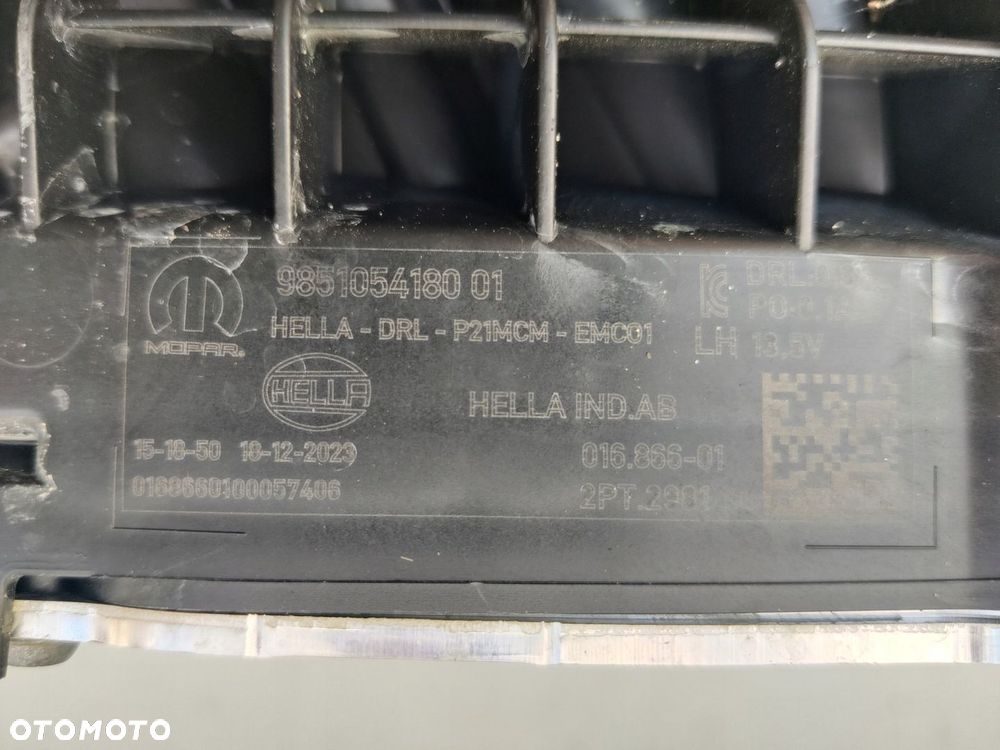 9851054180 01
HELLA - DRL - P21MCM - EMC01
MOPAR
LH 13,5V
HELLA
HELLA IND.AB
15-18-50 18-12-2023
016.866-01
0168660100057406
OTOMOTO